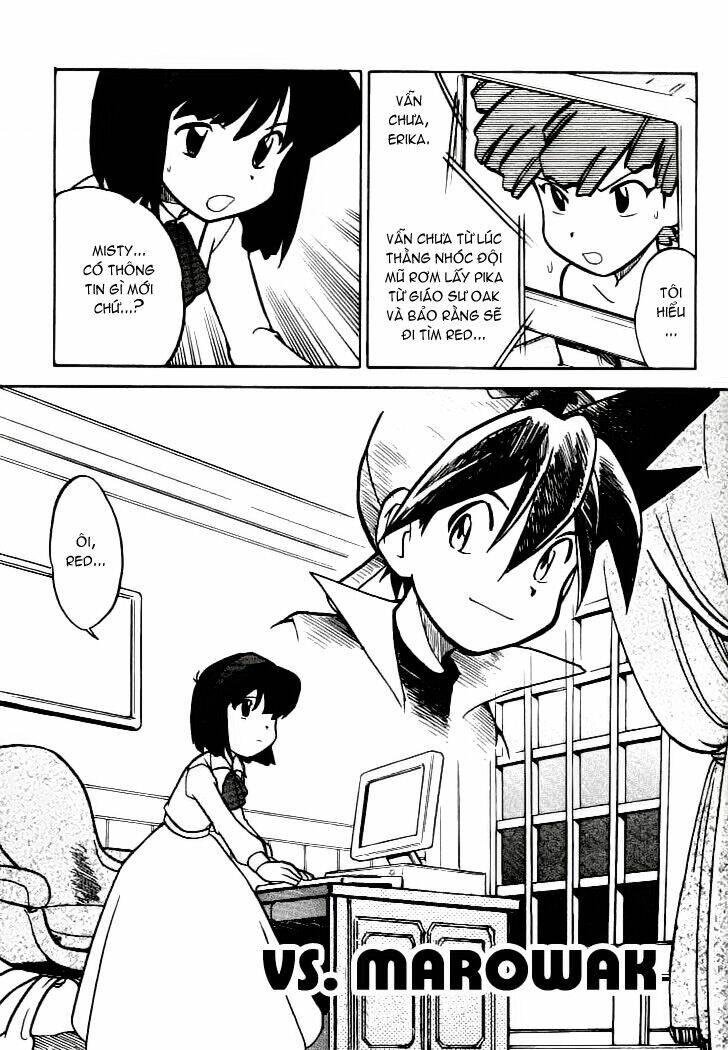 MISTY...
CÓ THÔNG
TIN GÌ MỚI
CHỨ...?
VẪN
CHƯA,
ERIKA.
VẪN CHƯA TỪ LÚC
THẰNG NHÓC ĐỘI
MŨ RƠM LẤY PIKA
TỪ GIÁO SƯ OAK
VÀ BẢO RẰNG SẼ
ĐI TÌM RED...
TÔI
HIỂU
...
ÔI,
RED...
VS. MAROWAK